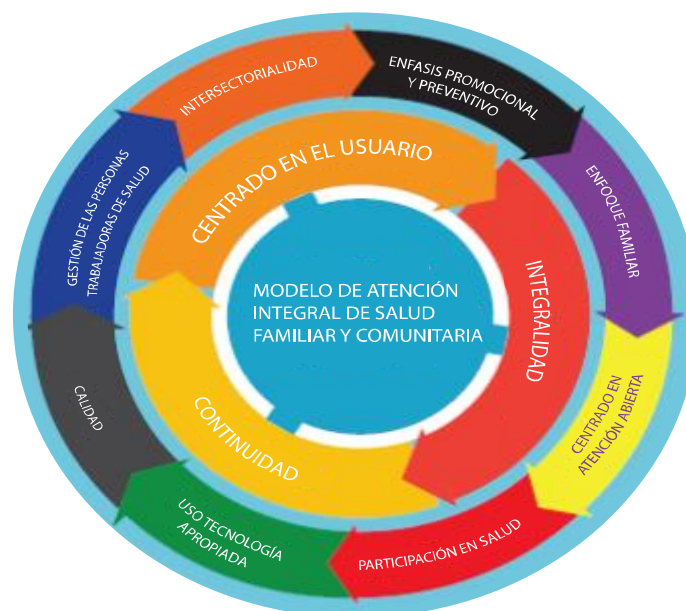 INTERSECTORIALIDAD
ENFASIS PROMOCIONAL
Y PREVENTIVO
ENFOQUE FAMILIAR
CENTRADO EN
ATENCIÓN ABIERTA
PARTICIPACIÓN EN SALUD
USO TECNOLOGÍA
APROPIADA
CALIDAD
GESTIÓN DE LAS PERSONAS
TRABAJADORAS DE SALUD
CENTRADO EN EL USUARIO
INTEGRALIDAD
CONTINUIDAD
MODELO DE ATENCIÓN
INTEGRAL DE SALUD
FAMILIAR Y COMUNITARIA